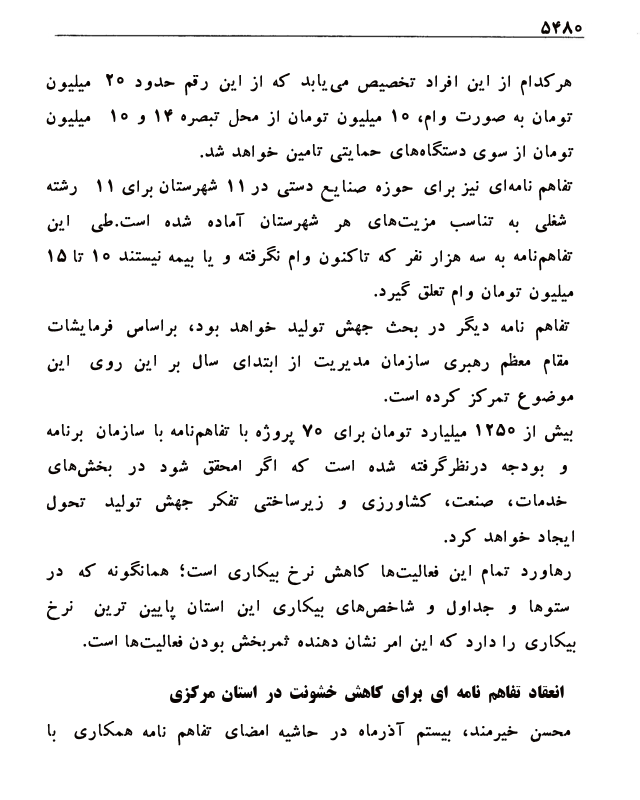 ۵۴۸۰
هرکدام از این افراد تخصیص می‌یابد که از این رقم حدود ۲۰ میلیون
تومان به صورت وام، ۱۰ میلیون تومان از محل تبصره ۱۴ و ۱۰ میلیون
تومان از سوی دستگاه‌های حمایتی تامین خواهد شد.
تفاهم نامه‌ای نیز برای حوزه صنایع دستی در ۱۱ شهرستان برای ۱۱ رشته
شغلی به تناسب مزیت‌های هر شهرستان آماده شده است.طی این
تفاهم‌نامه به سه هزار نفر که تاکنون وام نگرفته و یا بیمه نیستند ۱۰ تا ۱۵
میلیون تومان وام تعلق گیرد.
تفاهم نامه دیگر در بحث جهش تولید خواهد بود، براساس فرمایشات
مقام معظم رهبری سازمان مدیریت از ابتدای سال بر این روی این
موضوع تمرکز کرده است.
بیش از ۱۲۵۰ میلیارد تومان برای ۷۰ پروژه با تفاهم‌نامه با سازمان برنامه
و بودجه درنظرگرفته شده است که اگر امحقق شود در بخش‌های
خدمات، صنعت، کشاورزی و زیرساختی تفکر جهش تولید تحول
ایجاد خواهد کرد.
رهاورد تمام این فعالیت‌ها کاهش نرخ بیکاری است؛ همانگونه که در
ستوها و جداول و شاخص‌های بیکاری این استان پایین ترین نرخ
بیکاری را دارد که این امر نشان دهنده ثمربخش بودن فعالیت‌ها است.
انعقاد تفاهم نامه ای برای کاهش خشونت در استان مرکزی
محسن خیرمند، بیستم آذرماه در حاشیه امضای تفاهم نامه همکاری با